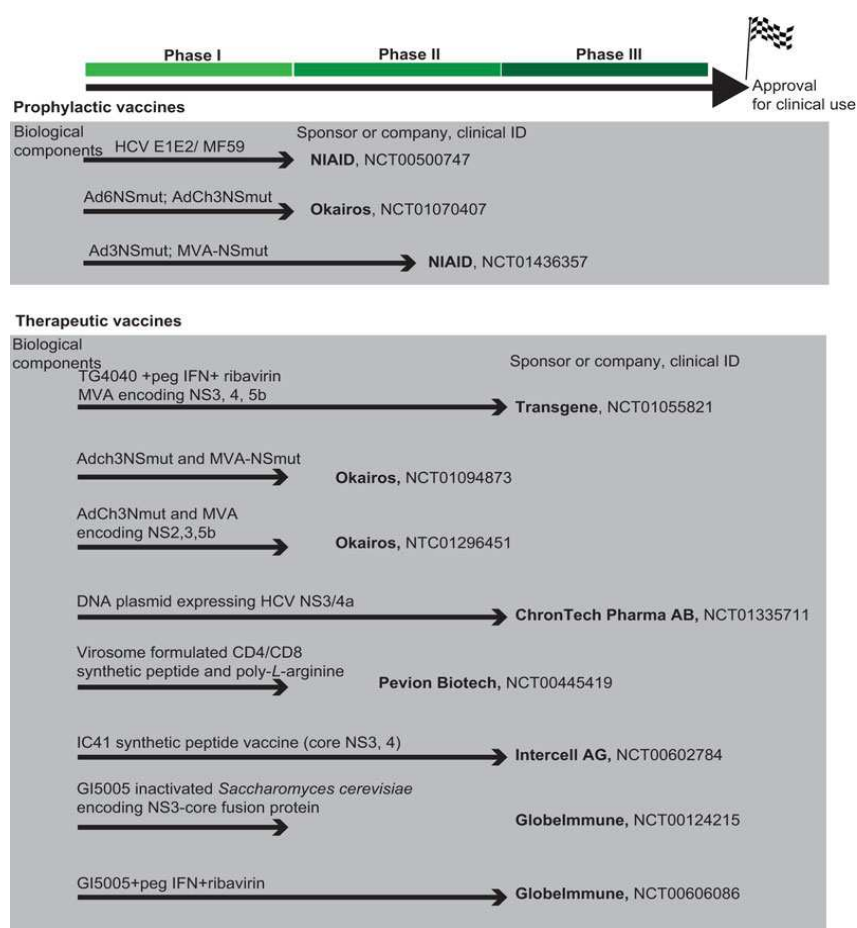 Phase I Phase II Phase III
Approval
for clinical use
Prophylactic vaccines
Biological
components
Sponsor or company, clinical ID
HCV E1E2/ MF59
NIAID, NCT00500747
Ad6NSmut; AdCh3NSmut
Okairos, NCT01070407
Ad3NSmut; MVA-NSmut
NIAID, NCT01436357
Therapeutic vaccines
Biological
components
Sponsor or company, clinical ID
TG4040 +peg IFN+ ribavirin
MVA encoding NS3, 4, 5b
Transgene, NCT01055821
Adch3NSmut and MVA-NSmut
Okairos, NCT01094873
AdCh3Nmut and MVA
encoding NS2,3,5b
Okairos, NTC01296451
DNA plasmid expressing HCV NS3/4a
ChronTech Pharma AB, NCT01335711
Virosome formulated CD4/CD8
synthetic peptide and poly-L-arginine
Pevion Biotech, NCT00445419
IC41 synthetic peptide vaccine (core NS3, 4)
Intercell AG, NCT00602784
GI5005 inactivated Saccharomyces cerevisiae
encoding NS3-core fusion protein
GlobeImmune, NCT00124215
GI5005+peg IFN+ribavirin
GlobeImmune, NCT00606086